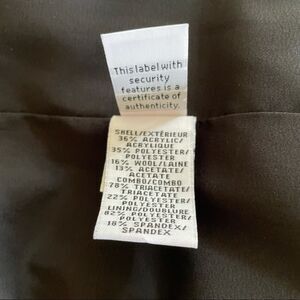 This label with
security
features is a
certificate of
authenticity.
SHELL/EXTÉRIEUR
36% ACRYLIC/
ACRYLIQUE
35% POLYESTER/
POLYESTER
16% WOOL/LAINE
13% ACETATE/
ACETATE
COMBO/COMBO
78% TRIACETATE/
TRIACETATE
22% POLYESTER/
POLYESTER
LINING/DOUBLURE
82% POLYESTER/
POLYESTER
18% SPANDEX/
SPANDEX